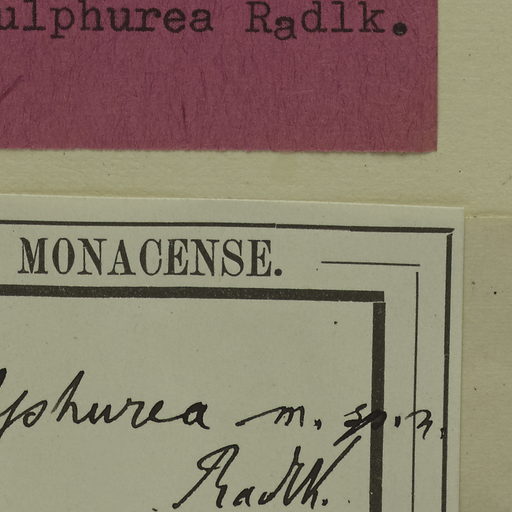 ulphurea Radlk.
MONACENSE.
lphurea m. sp. n.
Radlk.